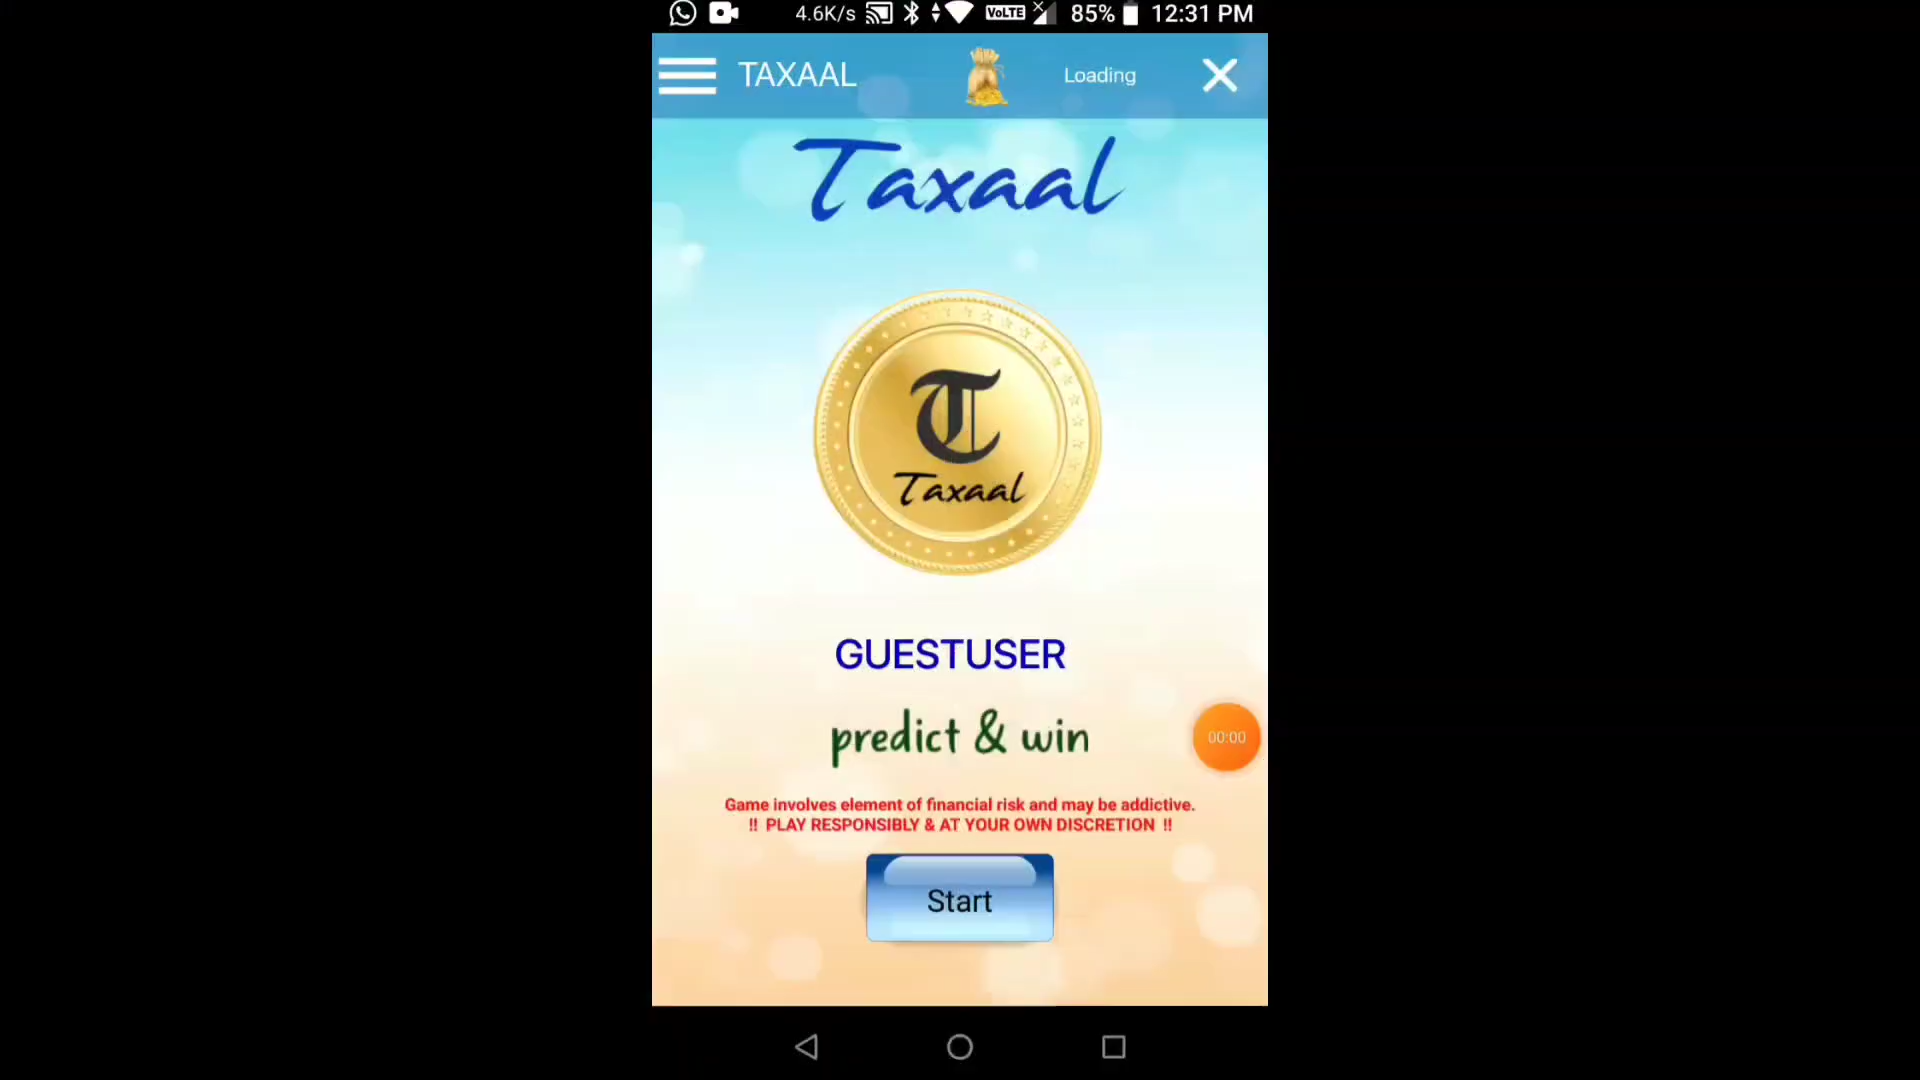 4.6K/s VoLTE 85% 12:31 PM
TAXAAL Loading
Taxaal
T
Taxaal
GUESTUSER
predict & win
00:00
Game involves element of financial risk and may be addictive.
!! PLAY RESPONSIBLY & AT YOUR OWN DISCRETION !!
Start